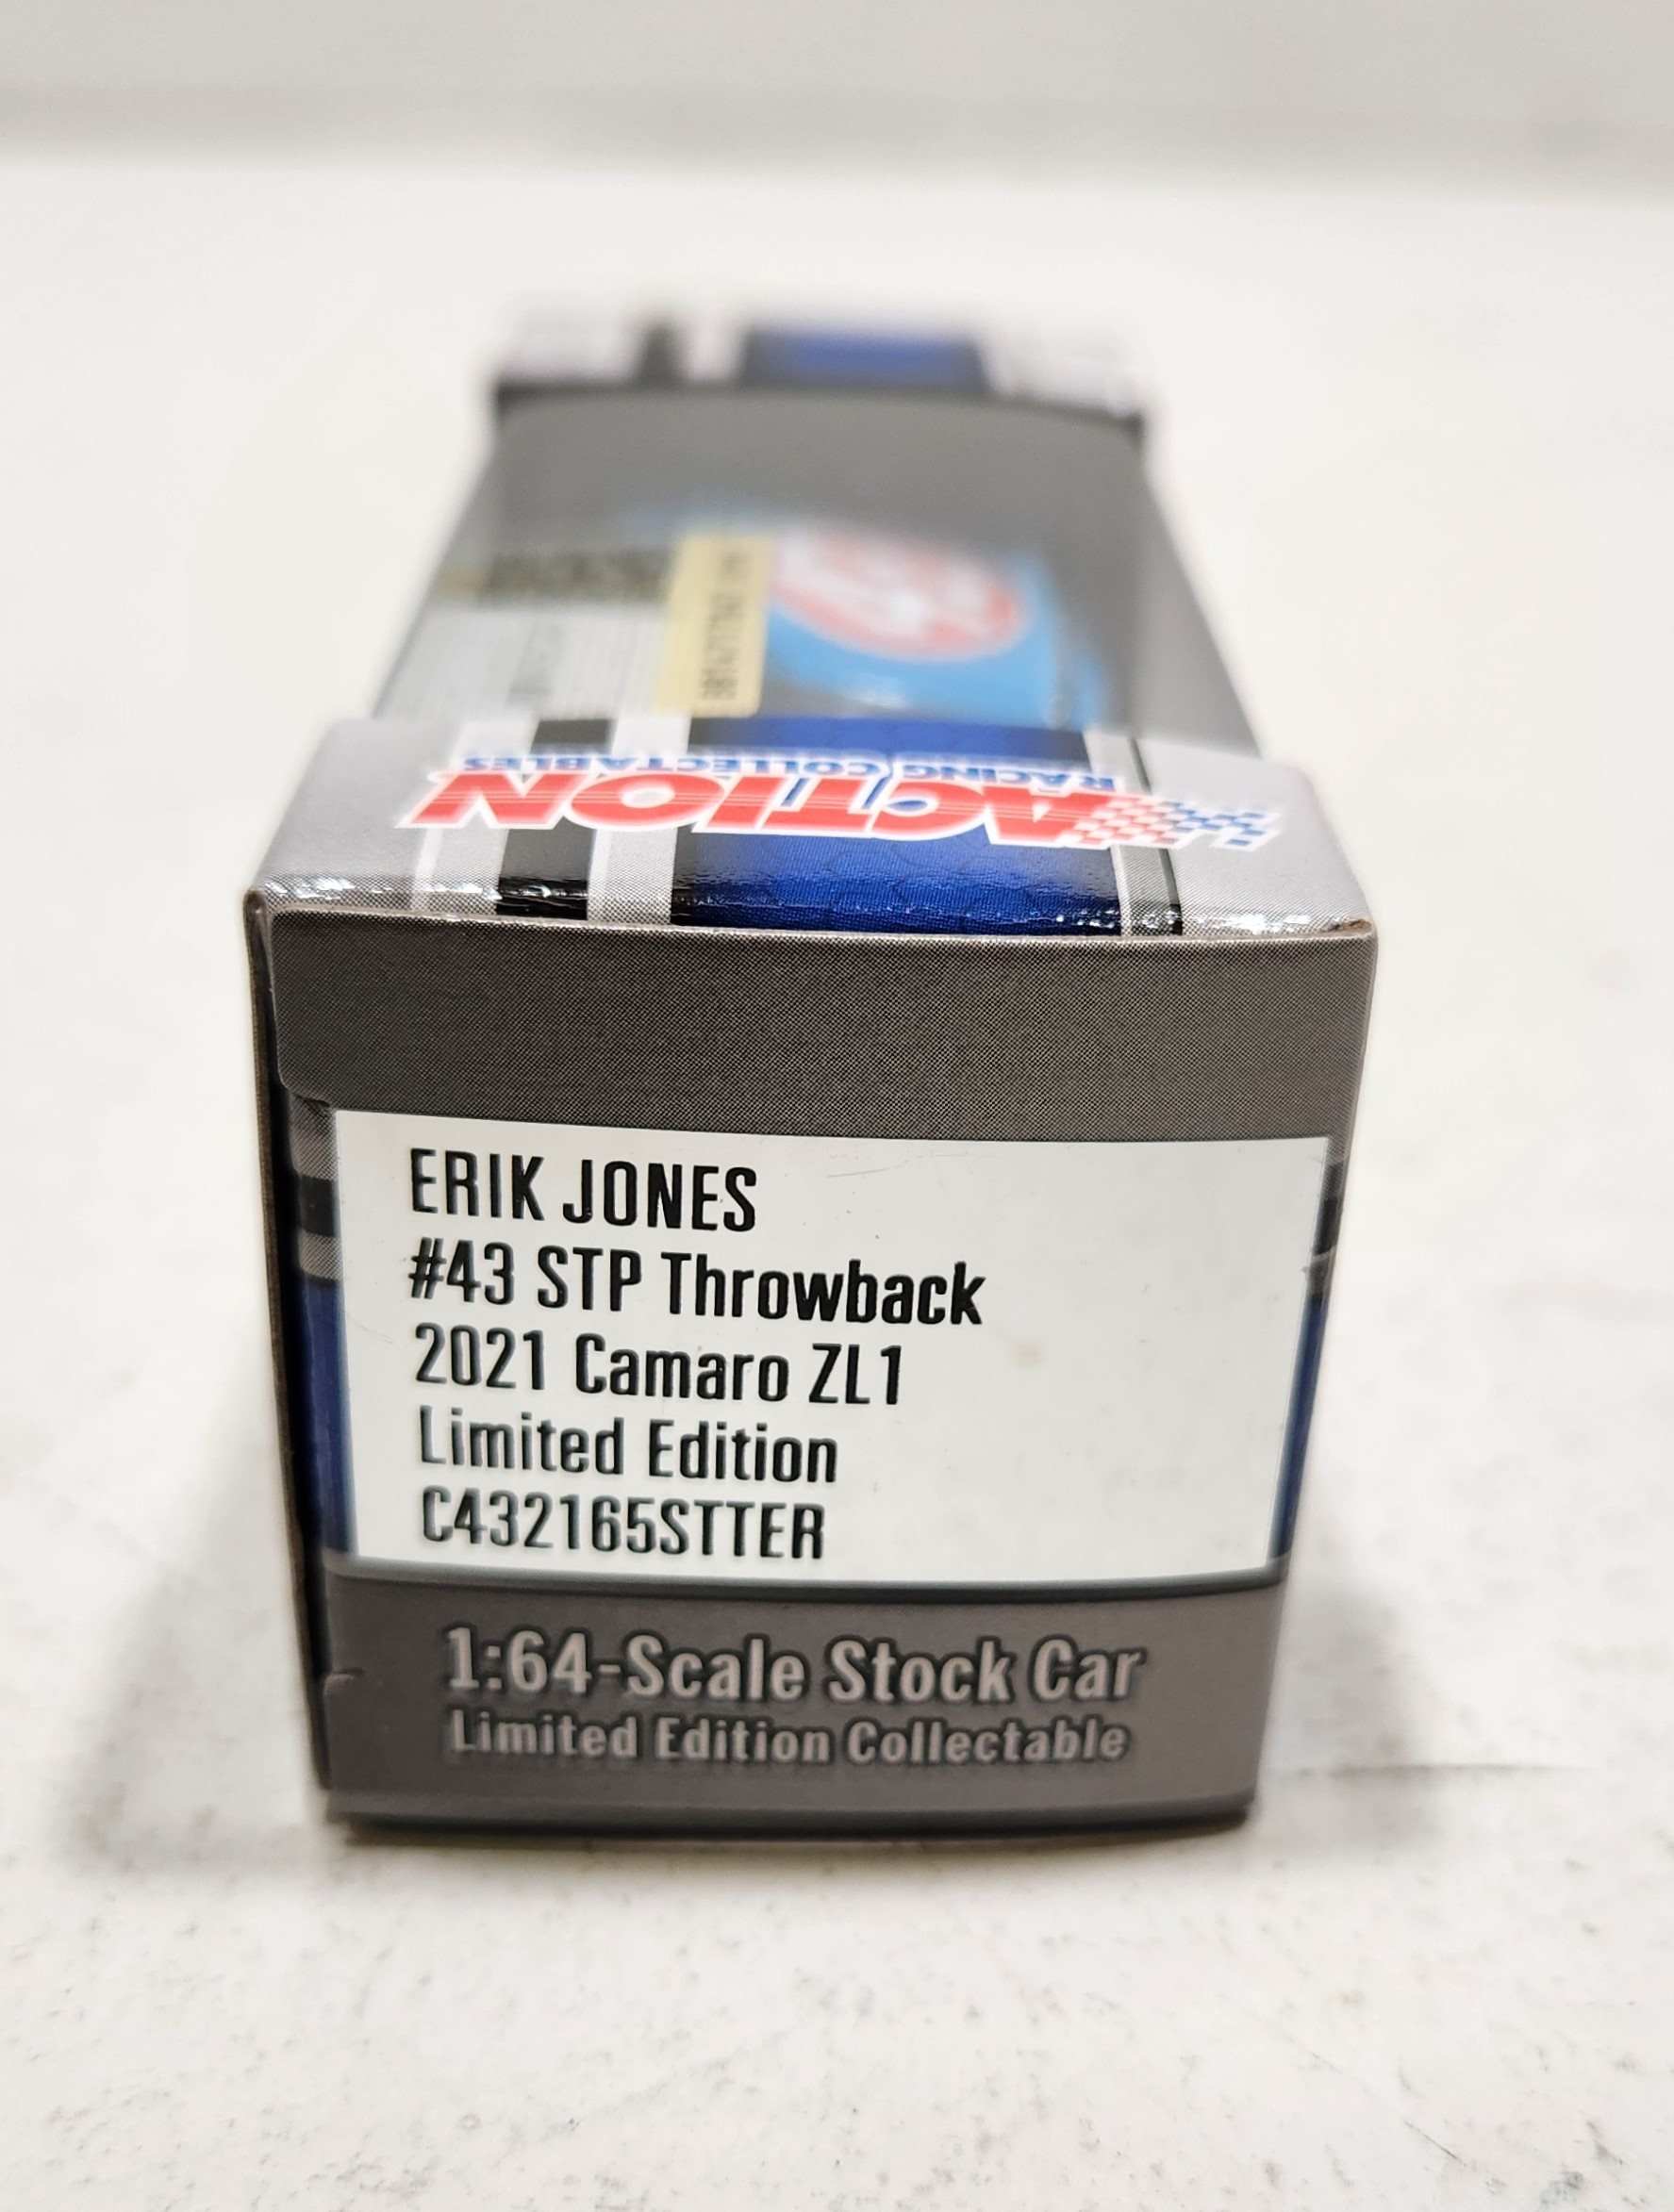 ACTION
RACING COLLECTABLES
ERIK JONES
#43 STP Throwback
2021 Camaro ZL1
Limited Edition
C432165STTER
1:64-Scale Stock Car
Limited Edition Collectable